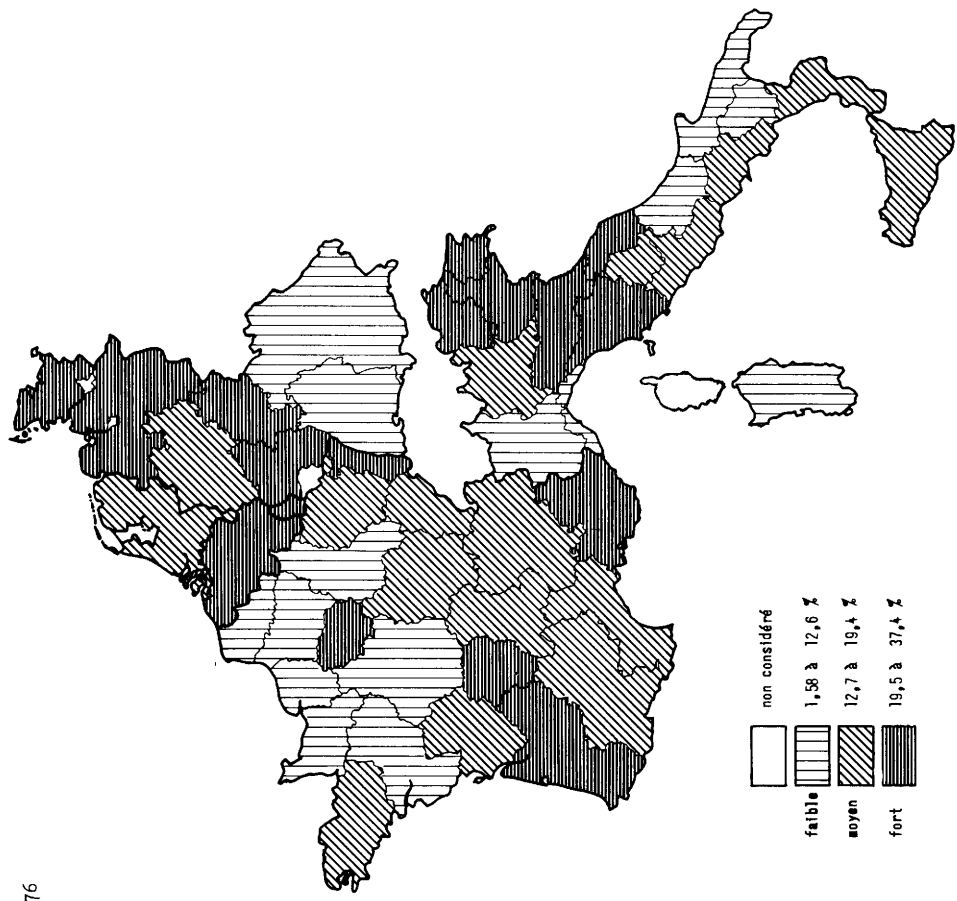 76
non considéré
faible 1,58 à 12,6 %
moyen 12,7 à 19,4 %
fort 19,5 à 37,4 %